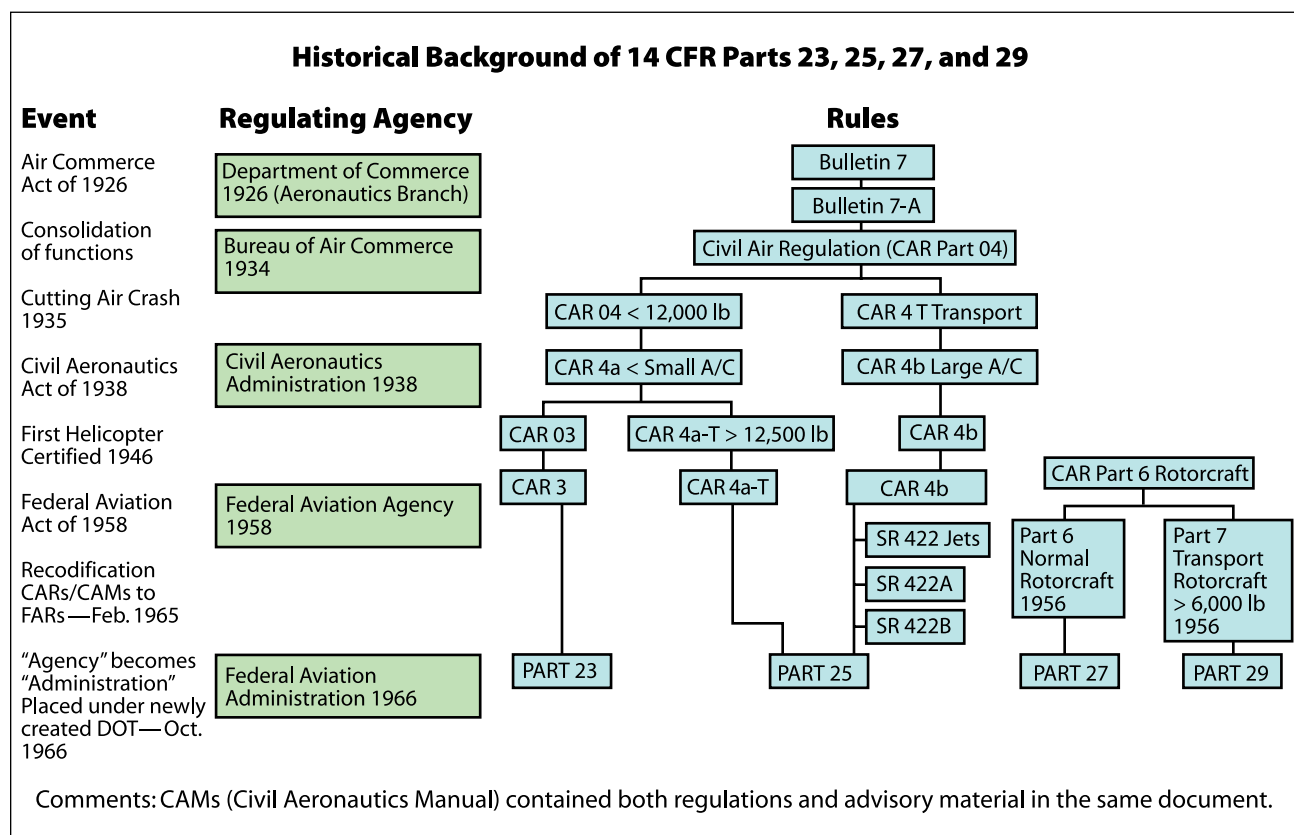 Historical Background of 14 CFR Parts 23, 25, 27, and 29
Event
Regulating Agency
Rules
Air Commerce
Act of 1926
Consolidation
of functions
Cutting Air Crash
1935
Civil Aeronautics
Act of 1938
First Helicopter
Certified 1946
Federal Aviation
Act of 1958
Recodification
CARs/CAMs to
FARs—Feb. 1965
“Agency” becomes
“Administration”
Placed under newly
created DOT—Oct.
1966
Department of Commerce
1926 (Aeronautics Branch)
Bureau of Air Commerce
1934
Civil Aeronautics
Administration 1938
Federal Aviation Agency
1958
Federal Aviation
Administration 1966
Bulletin 7
Bulletin 7-A
Civil Air Regulation (CAR Part 04)
CAR 04 < 12,000 lb
CAR 4 T Transport
CAR 4a < Small A/C
CAR 4b Large A/C
CAR 03
CAR 4a-T > 12,500 lb
CAR 4b
CAR 3
CAR 4a-T
CAR 4b
SR 422 Jets
SR 422A
SR 422B
PART 23
PART 25
CAR Part 6 Rotorcraft
Part 6
Normal
Rotorcraft
1956
Part 7
Transport
Rotorcraft
> 6,000 lb
1956
PART 27
PART 29
Comments: CAMs (Civil Aeronautics Manual) contained both regulations and advisory material in the same document.